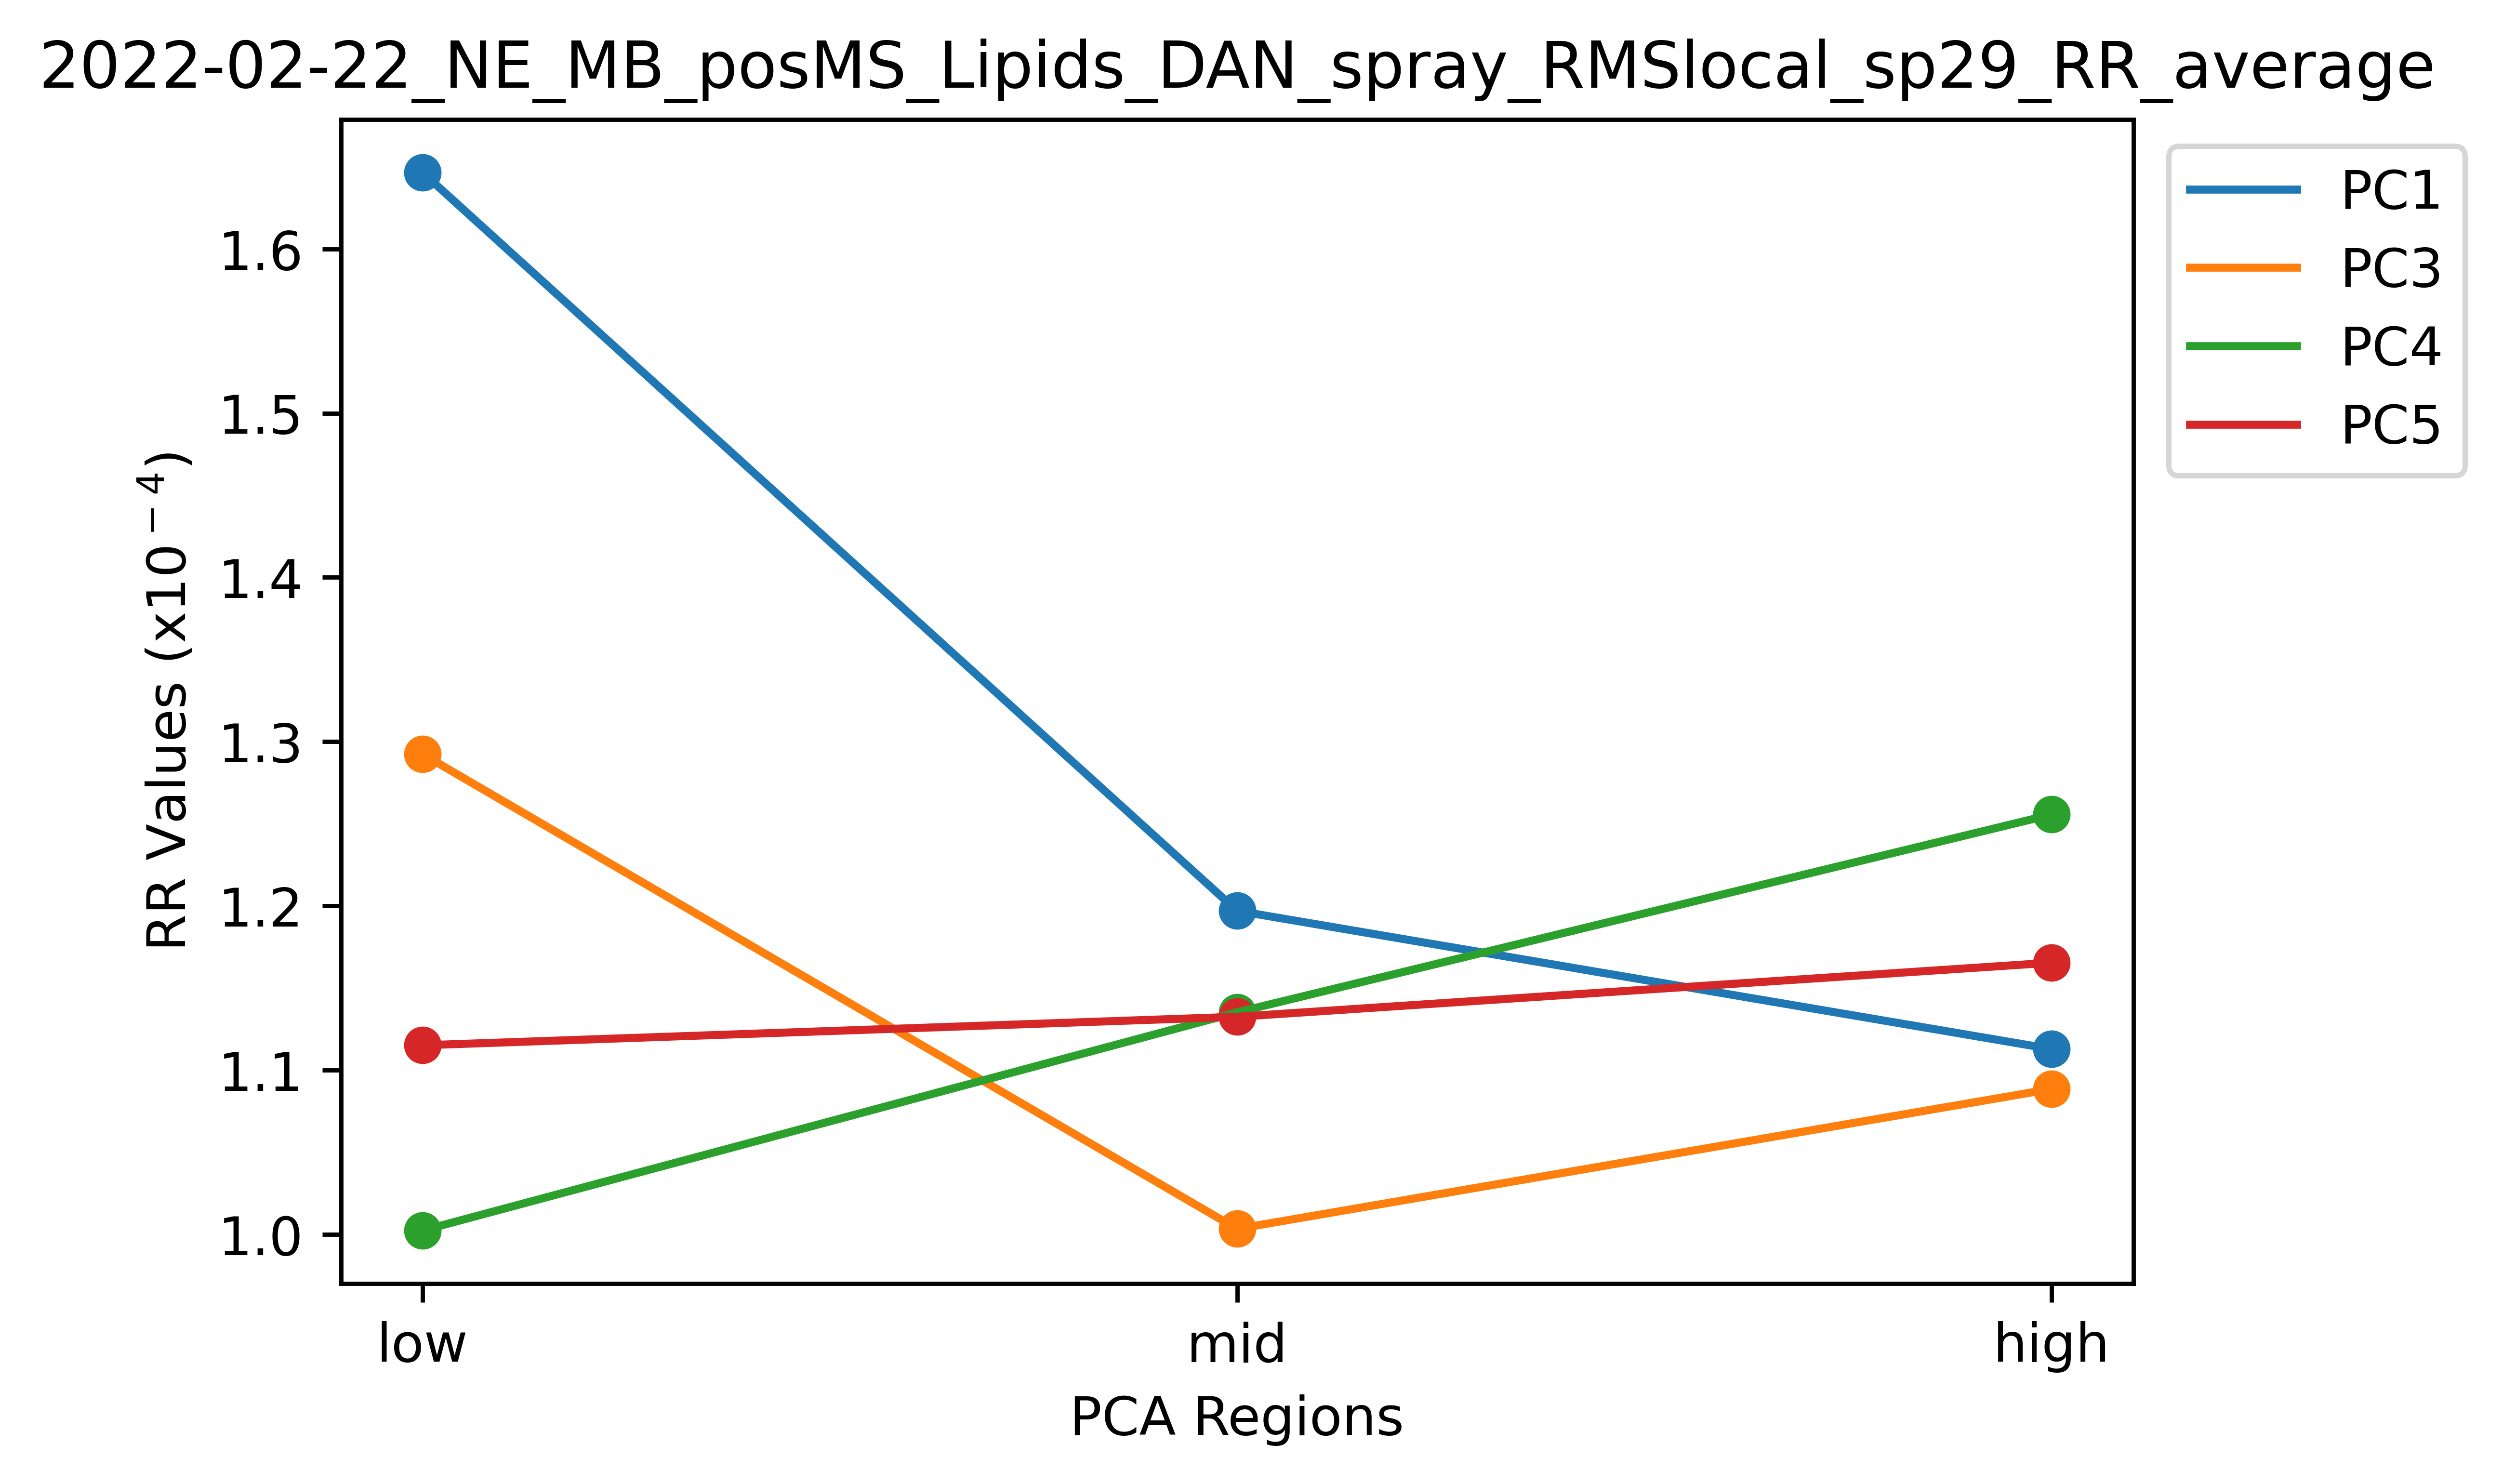 2022-02-22_NE_MB_posMS_Lipids_DAN_spray_RMSlocal_sp29_RR_average
PC1
PC3
PC4
PC5
RR Values (x10⁻⁴)
1.6
1.5
1.4
1.3
1.2
1.1
1.0
low mid high
PCA Regions